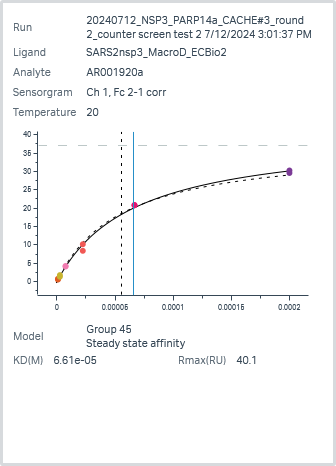 Run 20240712_NSP3_PARP14a_CACHE#3_round
2_counter screen test 2 7/12/2024 3:01:37 PM
Ligand SARS2nsp3_MacroD_ECBio2
Analyte AR001920a
Sensorgram Ch 1, Fc 2-1 corr
Temperature 20
40
35
30
25
20
15
10
5
0
0 0.00005 0.0001 0.00015 0.0002
Model Group 45
Steady state affinity
KD(M) 6.61e-05 Rmax(RU) 40.1